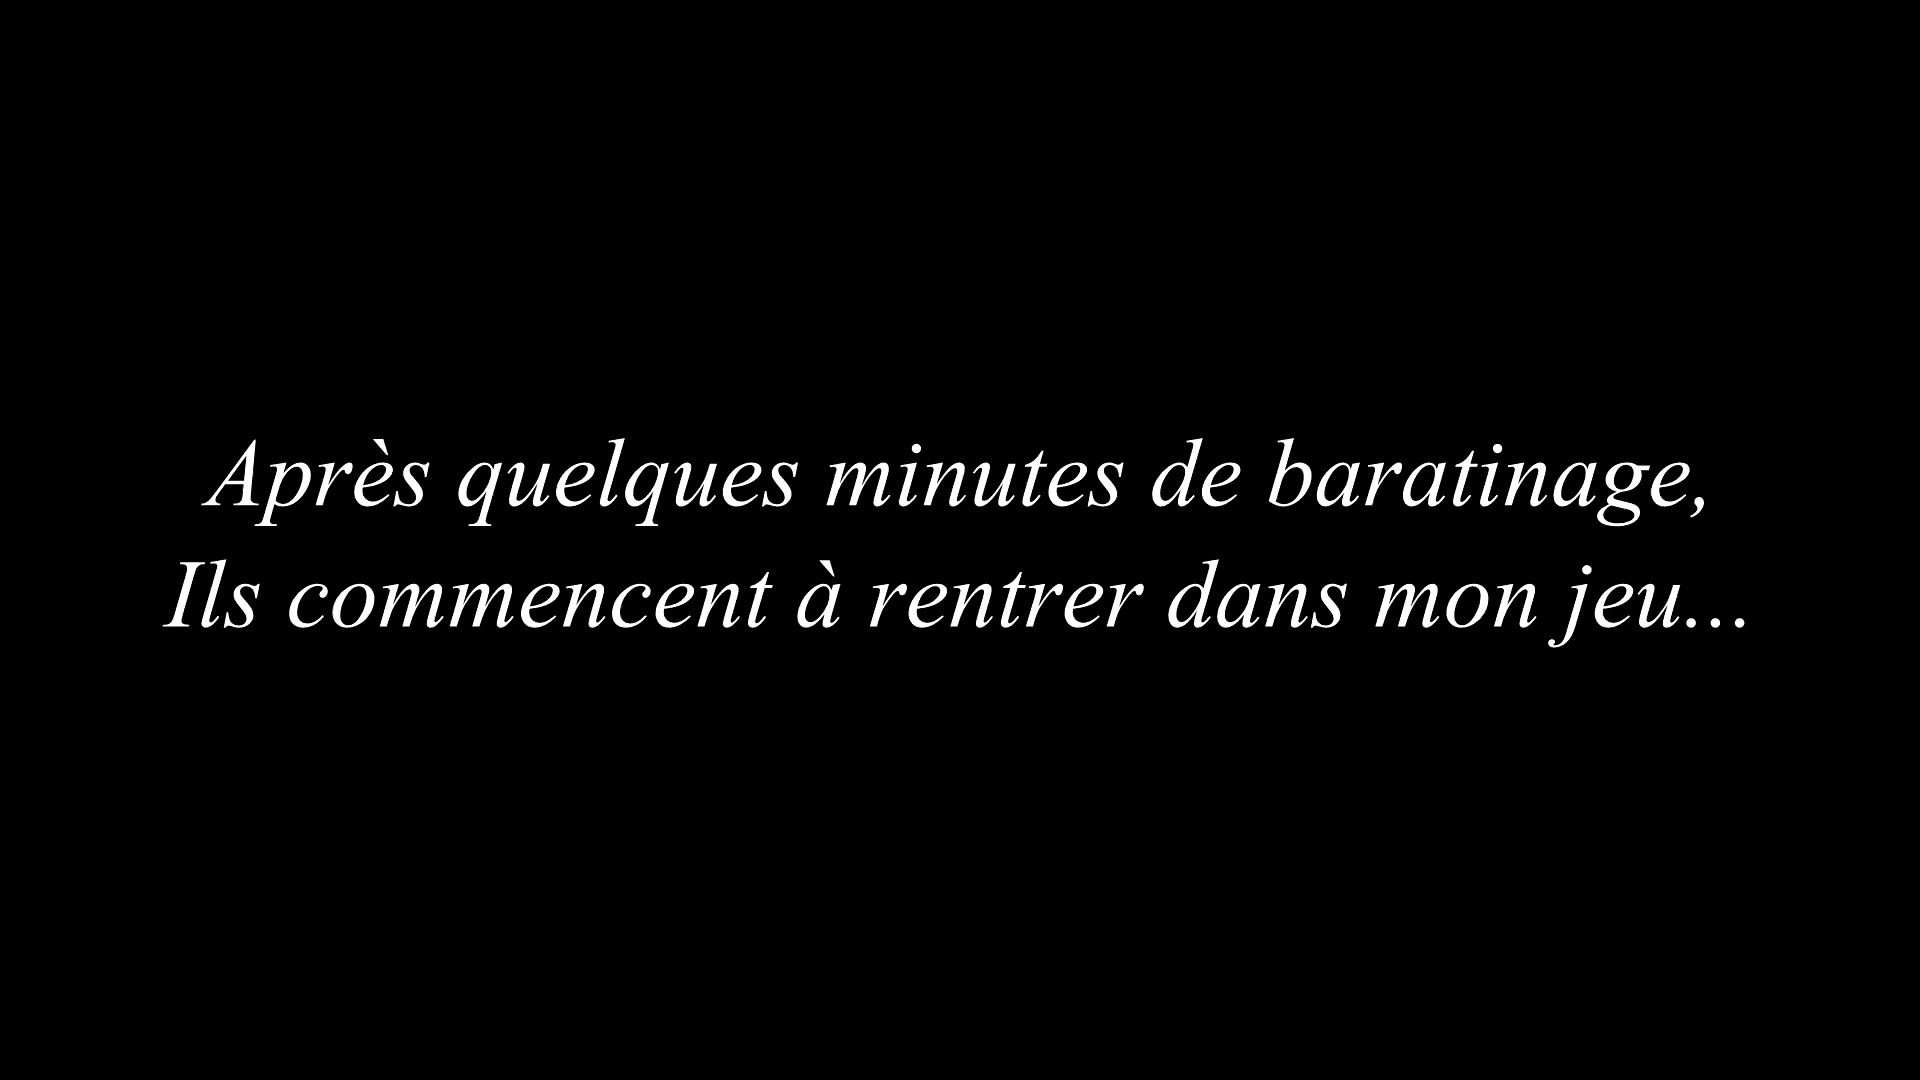 Après quelques minutes de baratinage,
Ils commencent à rentrer dans mon jeu...